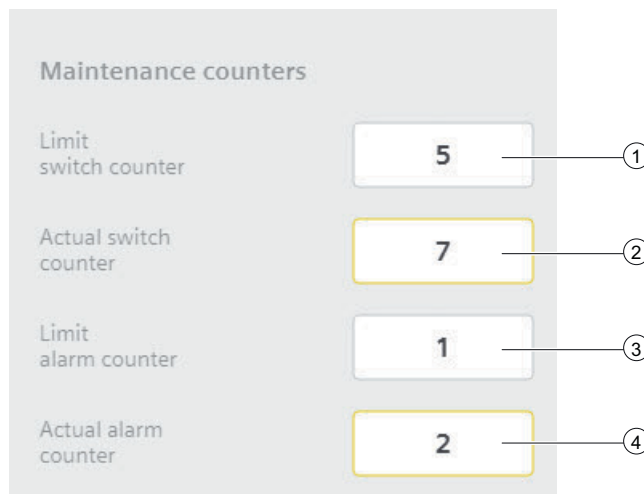 Maintenance counters
Limit
switch counter
5
1
Actual switch
counter
7
2
Limit
alarm counter
1
3
Actual alarm
counter
2
4